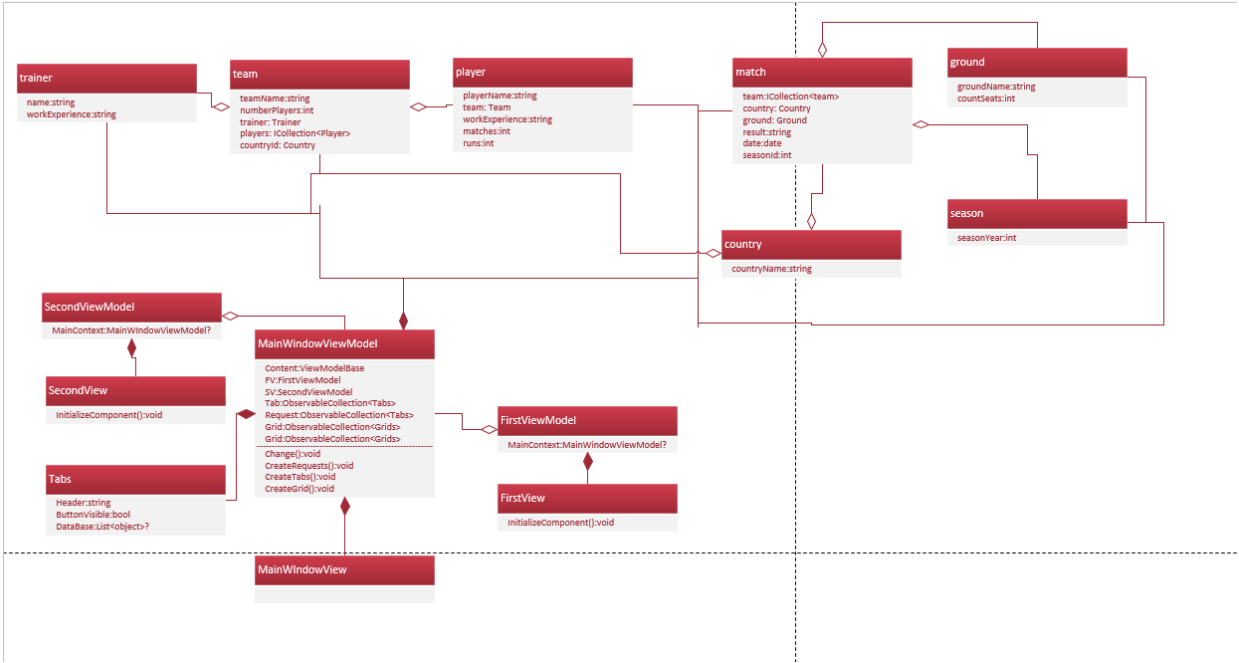 trainer
name:string
workExperience:string
team
teamName:string
numberPlayers:int
trainer: Trainer
players: ICollection<Player>
countryId: Country
player
playerName:string
team: Team
workExperience:string
matches:int
runs:int
match
team:ICollection<team>
country: Country
ground: Ground
result:string
date:date
seasonId:int
ground
groundName:string
countSeats:int
season
seasonYear:int
country
countryName:string
SecondViewModel
MainContext:MainWIndowViewModel?
SecondView
InitializeComponent():void
Tabs
Header:string
ButtonVisible:bool
DataBase:List<object>?
MainWindowViewModel
Content:ViewModelBase
FV:FirstViewModel
SV:SecondViewModel
Tab:ObservableCollection<Tabs>
Request:ObservableCollection<Tabs>
Grid:ObservableCollection<Grids>
Grid:ObservableCollection<Grids>
Change():void
CreateRequests():void
CreateTabs():void
CreateGrid():void
FirstViewModel
MainContext:MainWindowViewModel?
FirstView
InitializeComponent():void
MainWIndowView